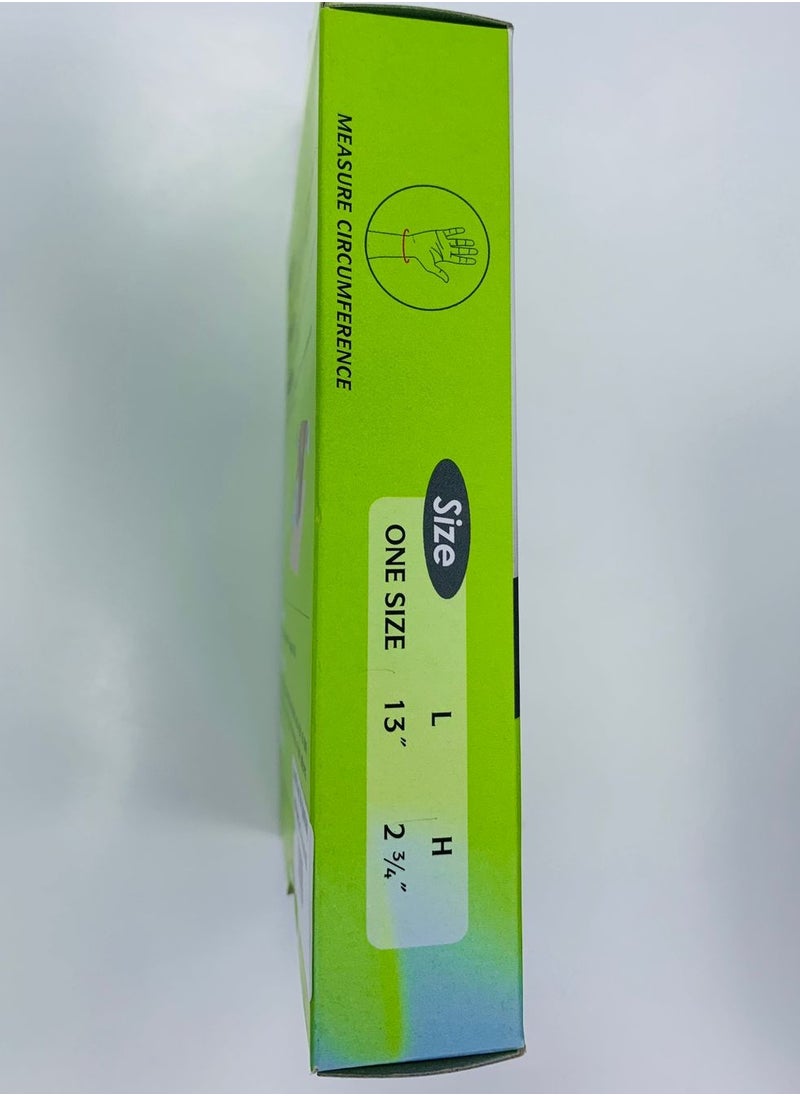 MEASURE CIRCUMFERENCE
Size L H
ONE SIZE 13″ 2 3/4″